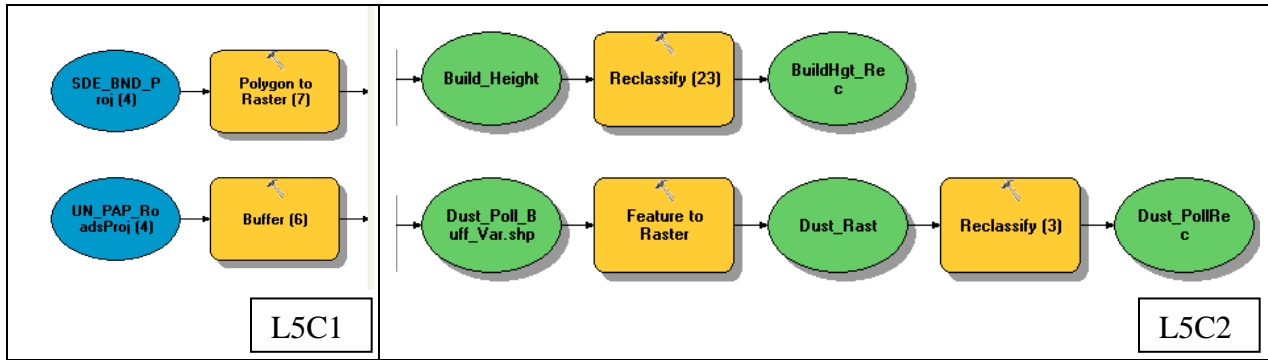 SDE_BND_P
roj (4)
Polygon to
Raster (7)
UN_PAP_Ro
adsProj (4)
Buffer (6)
L5C1
Build_Height
Reclassify (23)
BuildHgt_Re
c
Dust_Poll_B
uff_Var.shp
Feature to
Raster
Dust_Rast
Reclassify (3)
Dust_PollRe
c
L5C2